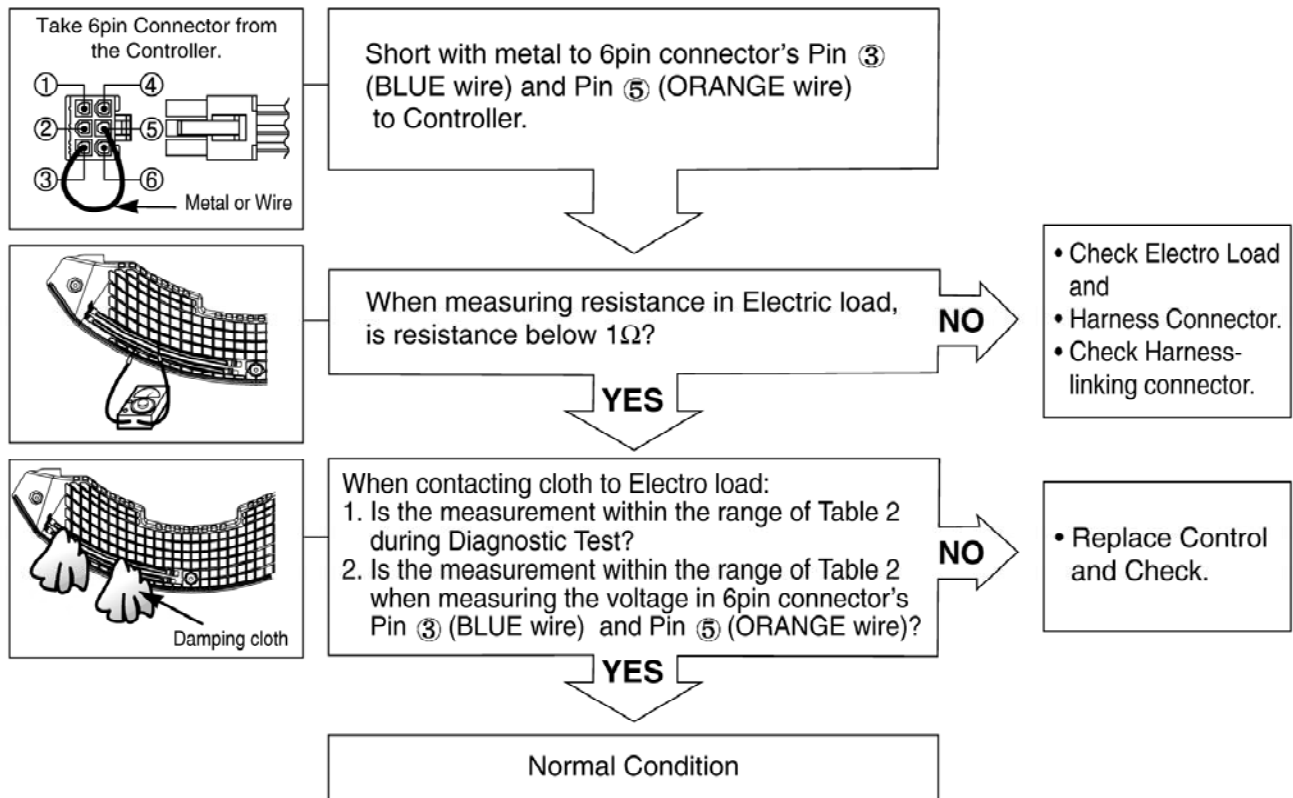 Take 6pin Connector from
the Controller.
① ④
② ⑤
③ ⑥
Metal or Wire
Short with metal to 6pin connector's Pin ③
(BLUE wire) and Pin ⑤ (ORANGE wire)
to Controller.
When measuring resistance in Electric load,
is resistance below 1Ω?
NO
• Check Electro Load
and
• Harness Connector.
• Check Harness-
linking connector.
YES
Damping cloth
When contacting cloth to Electro load:
1. Is the measurement within the range of Table 2
during Diagnostic Test?
2. Is the measurement within the range of Table 2
when measuring the voltage in 6pin connector's
Pin ③ (BLUE wire) and Pin ⑤ (ORANGE wire)?
NO
• Replace Control
and Check.
YES
Normal Condition